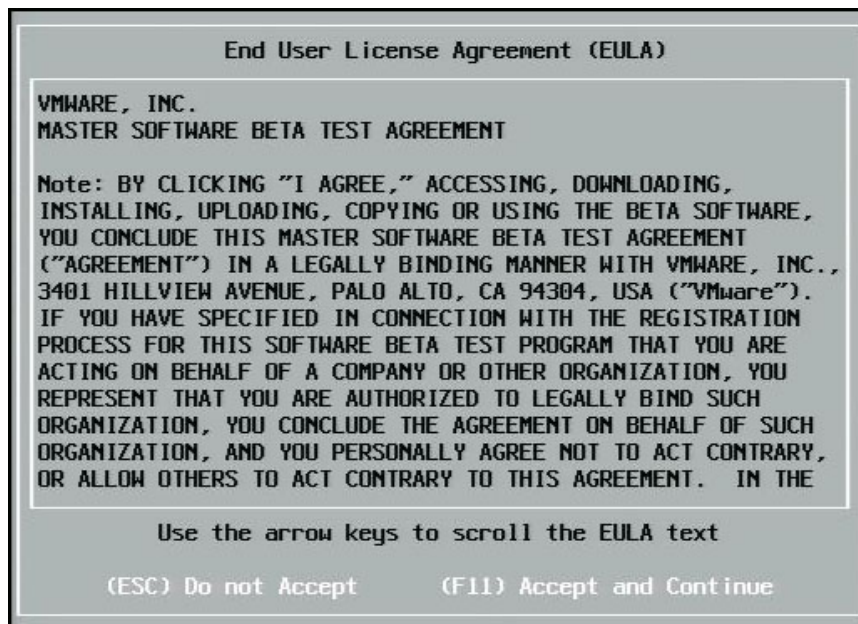 End User License Agreement (EULA)
VMWARE, INC.
MASTER SOFTWARE BETA TEST AGREEMENT
Note: BY CLICKING "I AGREE," ACCESSING, DOWNLOADING,
INSTALLING, UPLOADING, COPYING OR USING THE BETA SOFTWARE,
YOU CONCLUDE THIS MASTER SOFTWARE BETA TEST AGREEMENT
("AGREEMENT") IN A LEGALLY BINDING MANNER WITH VMWARE, INC.,
3401 HILLVIEW AVENUE, PALO ALTO, CA 94304, USA ("VMware").
IF YOU HAVE SPECIFIED IN CONNECTION WITH THE REGISTRATION
PROCESS FOR THIS SOFTWARE BETA TEST PROGRAM THAT YOU ARE
ACTING ON BEHALF OF A COMPANY OR OTHER ORGANIZATION, YOU
REPRESENT THAT YOU ARE AUTHORIZED TO LEGALLY BIND SUCH
ORGANIZATION, YOU CONCLUDE THE AGREEMENT ON BEHALF OF SUCH
ORGANIZATION, AND YOU PERSONALLY AGREE NOT TO ACT CONTRARY,
OR ALLOW OTHERS TO ACT CONTRARY TO THIS AGREEMENT.  IN THE
Use the arrow keys to scroll the EULA text
(ESC) Do not Accept (F11) Accept and Continue